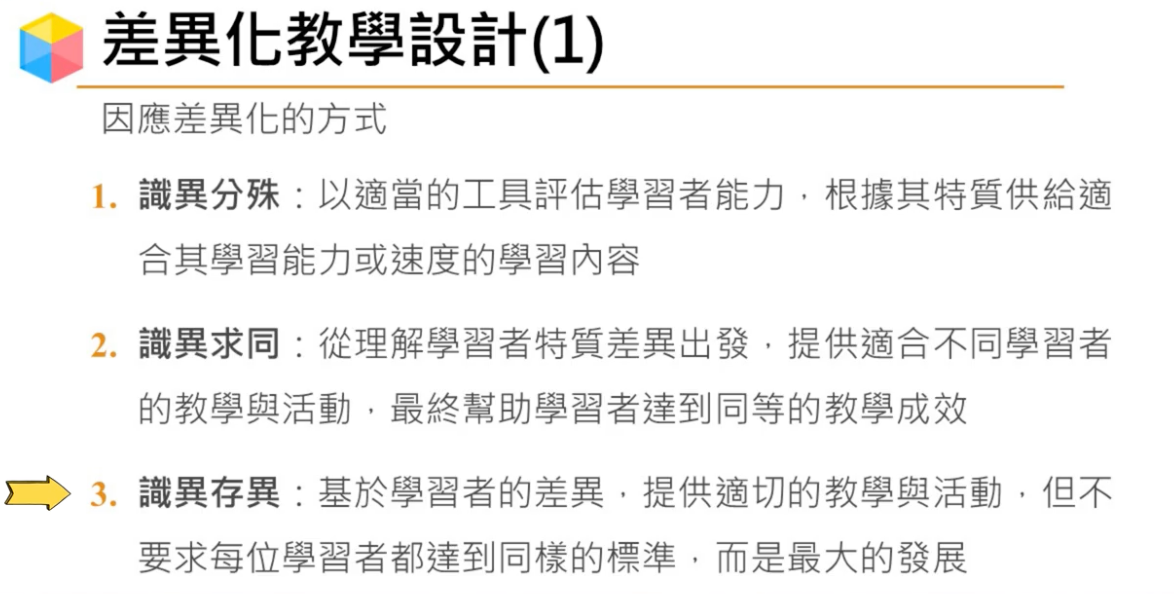 差異化教學設計(1)
因應差異化的方式
1. 識異分殊：以適當的工具評估學習者能力，根據其特質供給適
合其學習能力或速度的學習內容
2. 識異求同：從理解學習者特質差異出發，提供適合不同學習者
的教學與活動，最終幫助學習者達到同等的教學成效
3. 識異存異：基於學習者的差異，提供適切的教學與活動，但不
要求每位學習者都達到同樣的標準，而是最大的發展